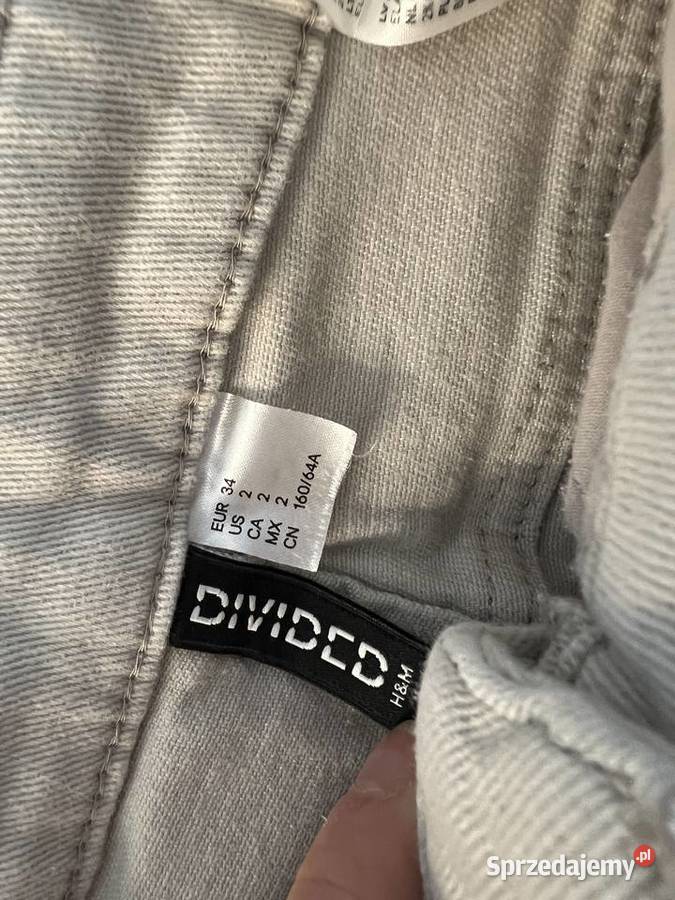 EUR 34
US 2
CA 2
MX 2
CN 160/64A
DIVIDED
H&M
Sprzedajemy.pl